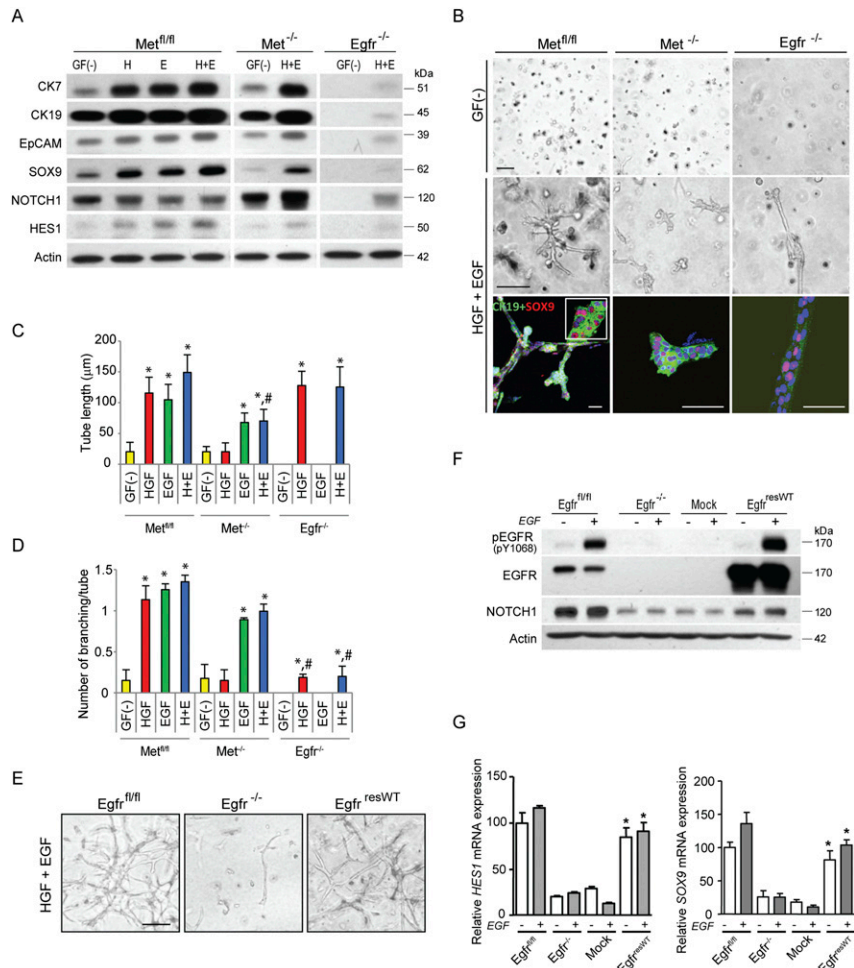 A
Met fl/fl
Met -/-
Egfr -/-
GF(-) H E H+E GF(-) H+E GF(-) H+E
kDa
CK7 51
CK19 45
EpCAM 39
SOX9 62
NOTCH1 120
HES1 50
Actin 42
B
Met fl/fl
Met -/-
Egfr -/-
GF(-)
HGF + EGF
CK19+SOX9
C
Tube length (μm)
200
150
100
50
0
GF(-) HGF EGF H+E GF(-) HGF EGF H+E GF(-) HGF EGF H+E
* * * * *,# * *
Met fl/fl
Met -/-
Egfr -/-
D
Number of branching/tube
2
1.5
1
0.5
0
* * * * * *,# *,#
GF(-) HGF EGF H+E GF(-) HGF EGF H+E GF(-) HGF EGF H+E
Met fl/fl
Met -/-
Egfr -/-
E
Egfr fl/fl
Egfr -/-
Egfr resWT
HGF + EGF
F
Egfr fl/fl
Egfr -/-
Mock
Egfr resWT
EGF - + - + - + - +
kDa
pEGFR
(pY1068)
170
EGFR 170
NOTCH1 120
Actin 42
G
Relative HES1 mRNA expression
150
100
50
0
* *
EGF - + - + - + - +
Egfr fl/fl
Egfr -/-
Mock
Egfr resWT
Relative SOX9 mRNA expression
200
150
100
50
0
* *
EGF - + - + - + - +
Egfr fl/fl
Egfr -/-
Mock
Egfr resWT